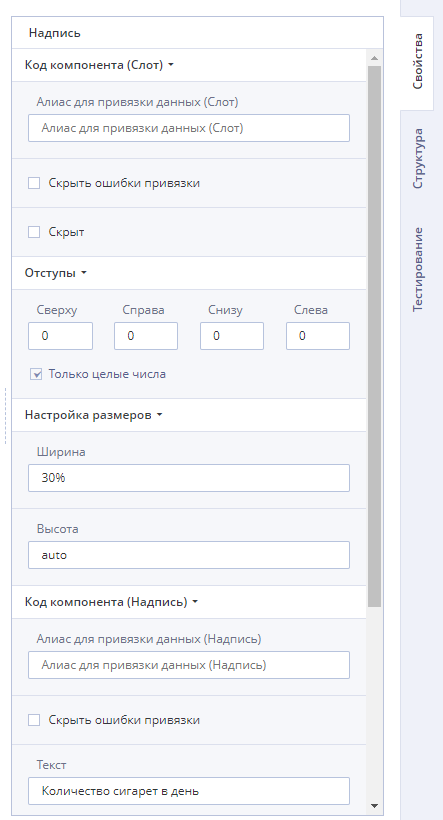 Надпись
Код компонента (Слот)
Алиас для привязки данных (Слот)
Алиас для привязки данных (Слот)
Скрыть ошибки привязки
Скрыт
Отступы
Сверху Справа Снизу Слева
0 0 0 0
Только целые числа
Настройка размеров
Ширина
30%
Высота
auto
Код компонента (Надпись)
Алиас для привязки данных (Надпись)
Алиас для привязки данных (Надпись)
Скрыть ошибки привязки
Текст
Количество сигарет в день
Свойства
Структура
Тестирование